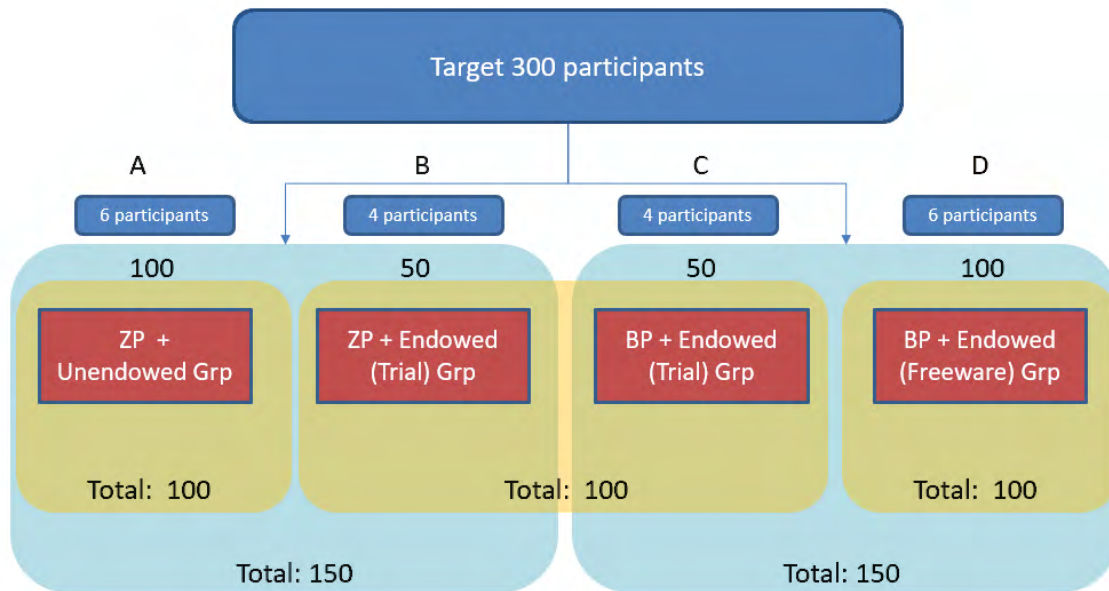 Target 300 participants
A
B
C
D
6 participants
4 participants
4 participants
6 participants
100
50
50
100
ZP +
Unendowed Grp
ZP + Endowed
(Trial) Grp
BP + Endowed
(Trial) Grp
BP + Endowed
(Freeware) Grp
Total: 100
Total: 100
Total: 100
Total: 150
Total: 150